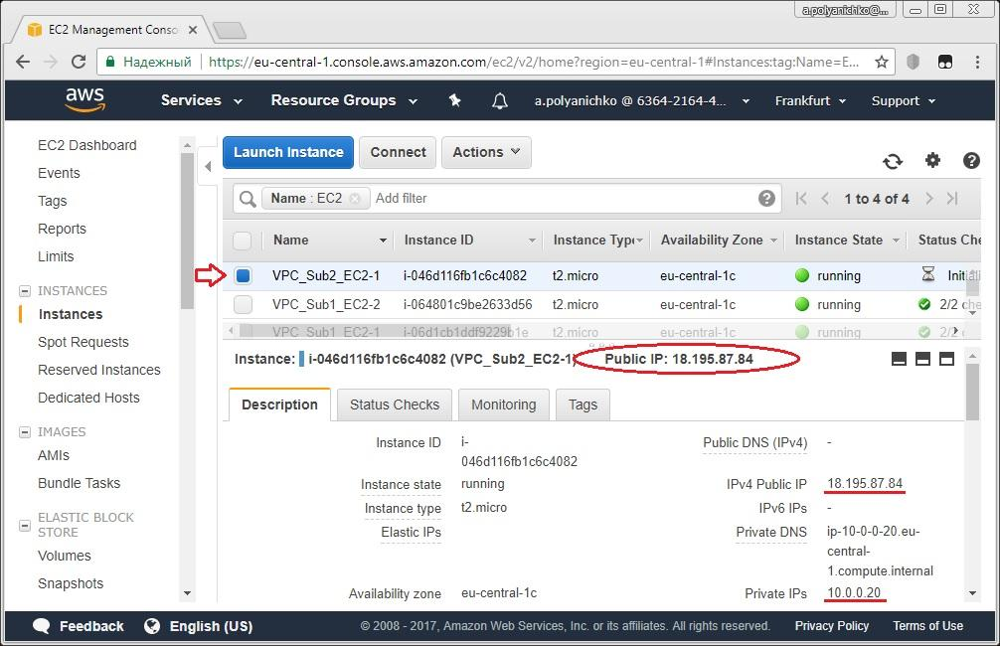 a.polyanichko@...
EC2 Management Conso
Надежный https://eu-central-1.console.aws.amazon.com/ec2/v2/home?region=eu-central-1#Instances:tag:Name=E...
aws Services Resource Groups a.polyanichko @ 6364-2164-4... Frankfurt Support
EC2 Dashboard
Events
Tags
Reports
Limits
INSTANCES
Instances
Spot Requests
Reserved Instances
Dedicated Hosts
IMAGES
AMIs
Bundle Tasks
ELASTIC BLOCK
STORE
Volumes
Snapshots
Launch Instance Connect Actions
Name : EC2 Add filter 1 to 4 of 4
Name Instance ID Instance Type Availability Zone Instance State Status Che
VPC_Sub2_EC2-1 i-046d116fb1c6c4082 t2.micro eu-central-1c running Initiali
VPC_Sub1_EC2-2 i-064801c9be2633d56 t2.micro eu-central-1c running 2/2 che
VPC_Sub1_EC2-1 i-06d1cb1ddf9229b1e t2.micro eu-central-1c running 2/2
Instance: i-046d116fb1c6c4082 (VPC_Sub2_EC2-1) Public IP: 18.195.87.84
Description Status Checks Monitoring Tags
Instance ID i-
046d116fb1c6c4082
Instance state running
Instance type t2.micro
Elastic IPs
Availability zone eu-central-1c
Public DNS (IPv4) -
IPv4 Public IP 18.195.87.84
IPv6 IPs -
Private DNS ip-10-0-0-20.eu-
central-
1.compute.internal
Private IPs 10.0.0.20
Feedback English (US) © 2008 - 2017, Amazon Web Services, Inc. or its affiliates. All rights reserved. Privacy Policy Terms of Use